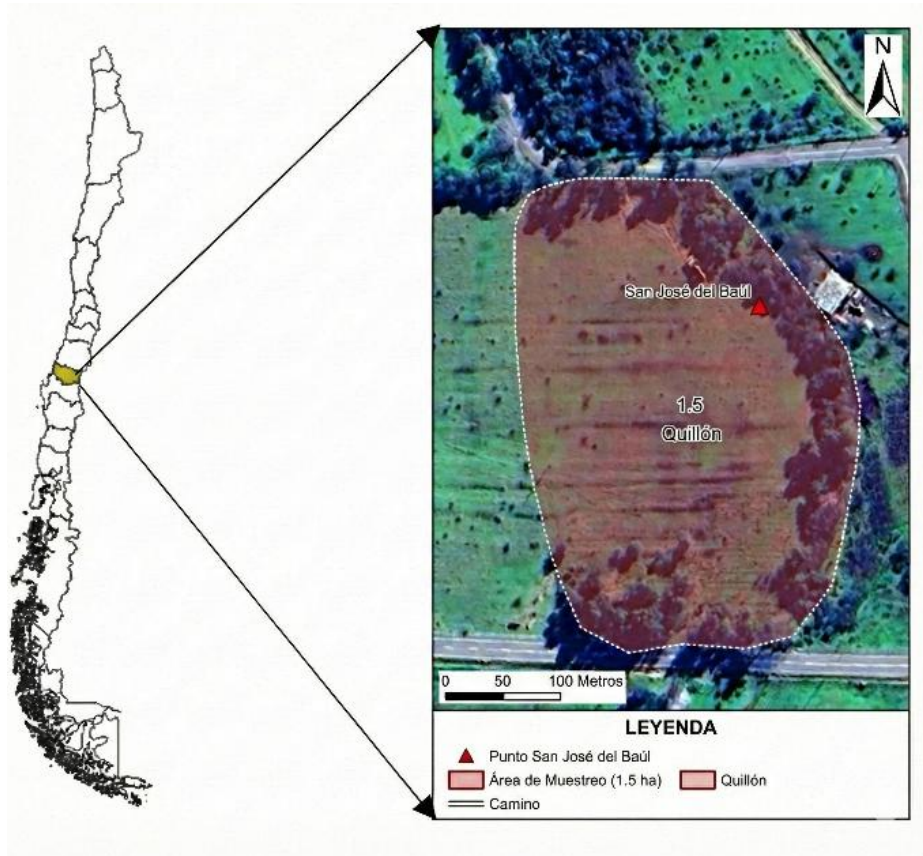 N
San José del Baúl
1.5
Quillón
0 50 100 Metros
LEYENDA
Punto San José del Baúl
Área de Muestreo (1.5 ha) Quillón
Camino